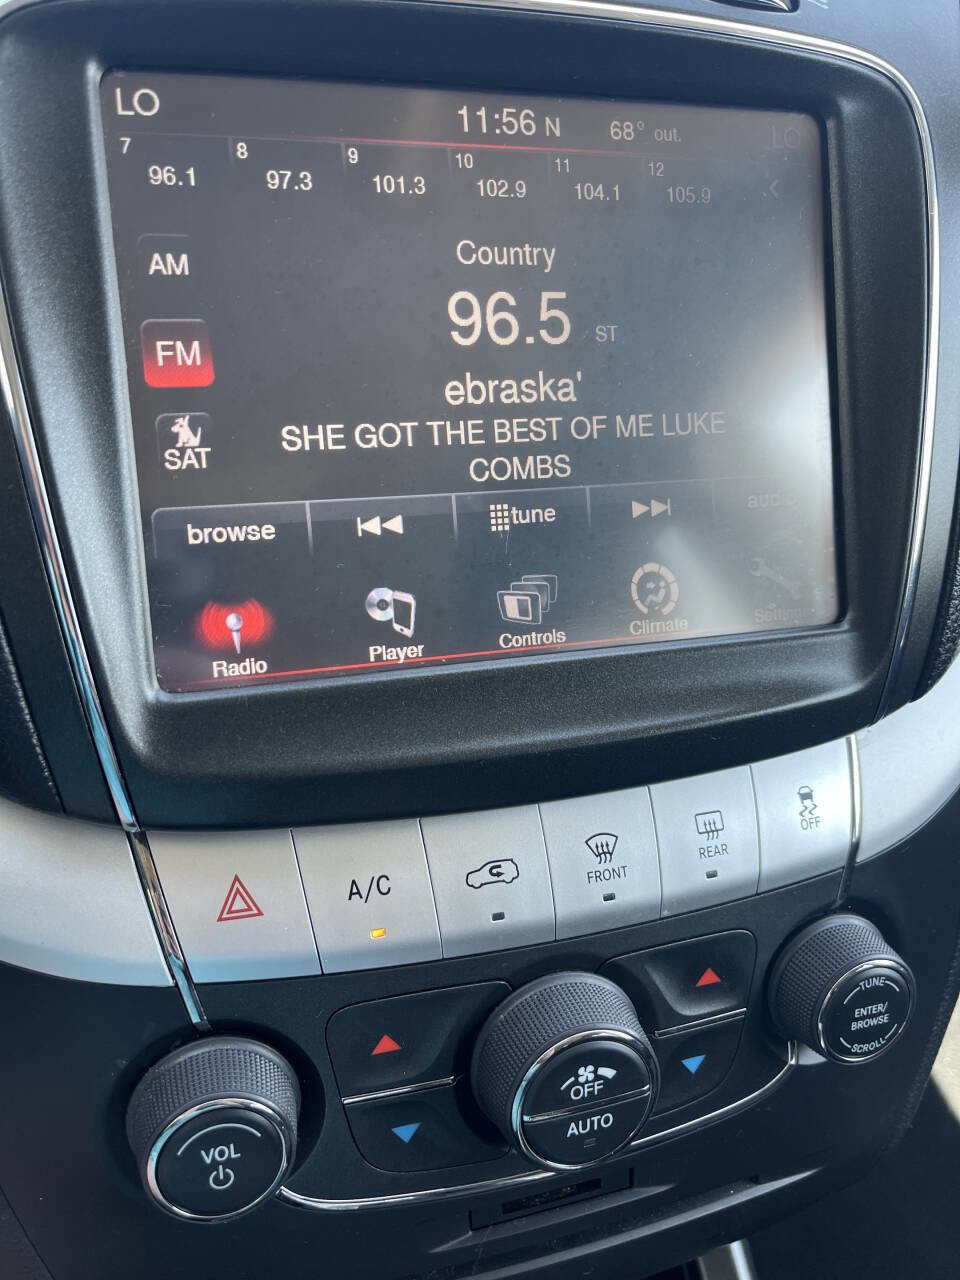 LO 11:56 N 68° out. LO
7 8 9 10 11 12
96.1 97.3 101.3 102.9 104.1 105.9
Country
AM
96.5 ST
FM
ebraska'
SHE GOT THE BEST OF ME LUKE
COMBS
SAT
browse tune audio
Radio Player Controls Climate Settings
A/C FRONT REAR OFF
TUNE
ENTER/
BROWSE
SCROLL
OFF
AUTO
VOL